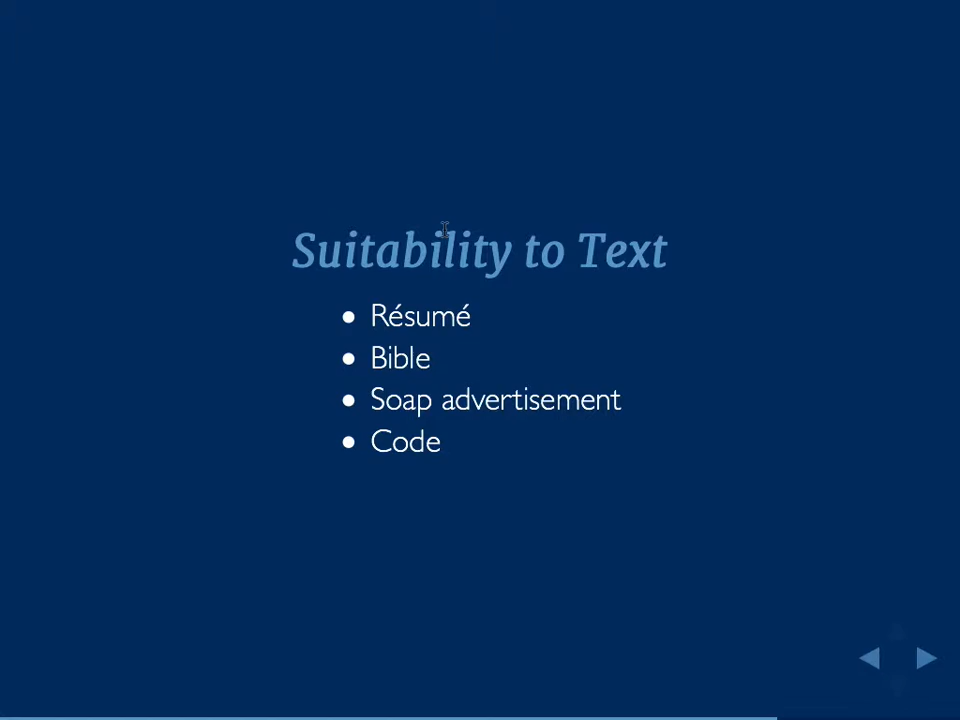 Suitability to Text
• Résumé
• Bible
• Soap advertisement
• Code